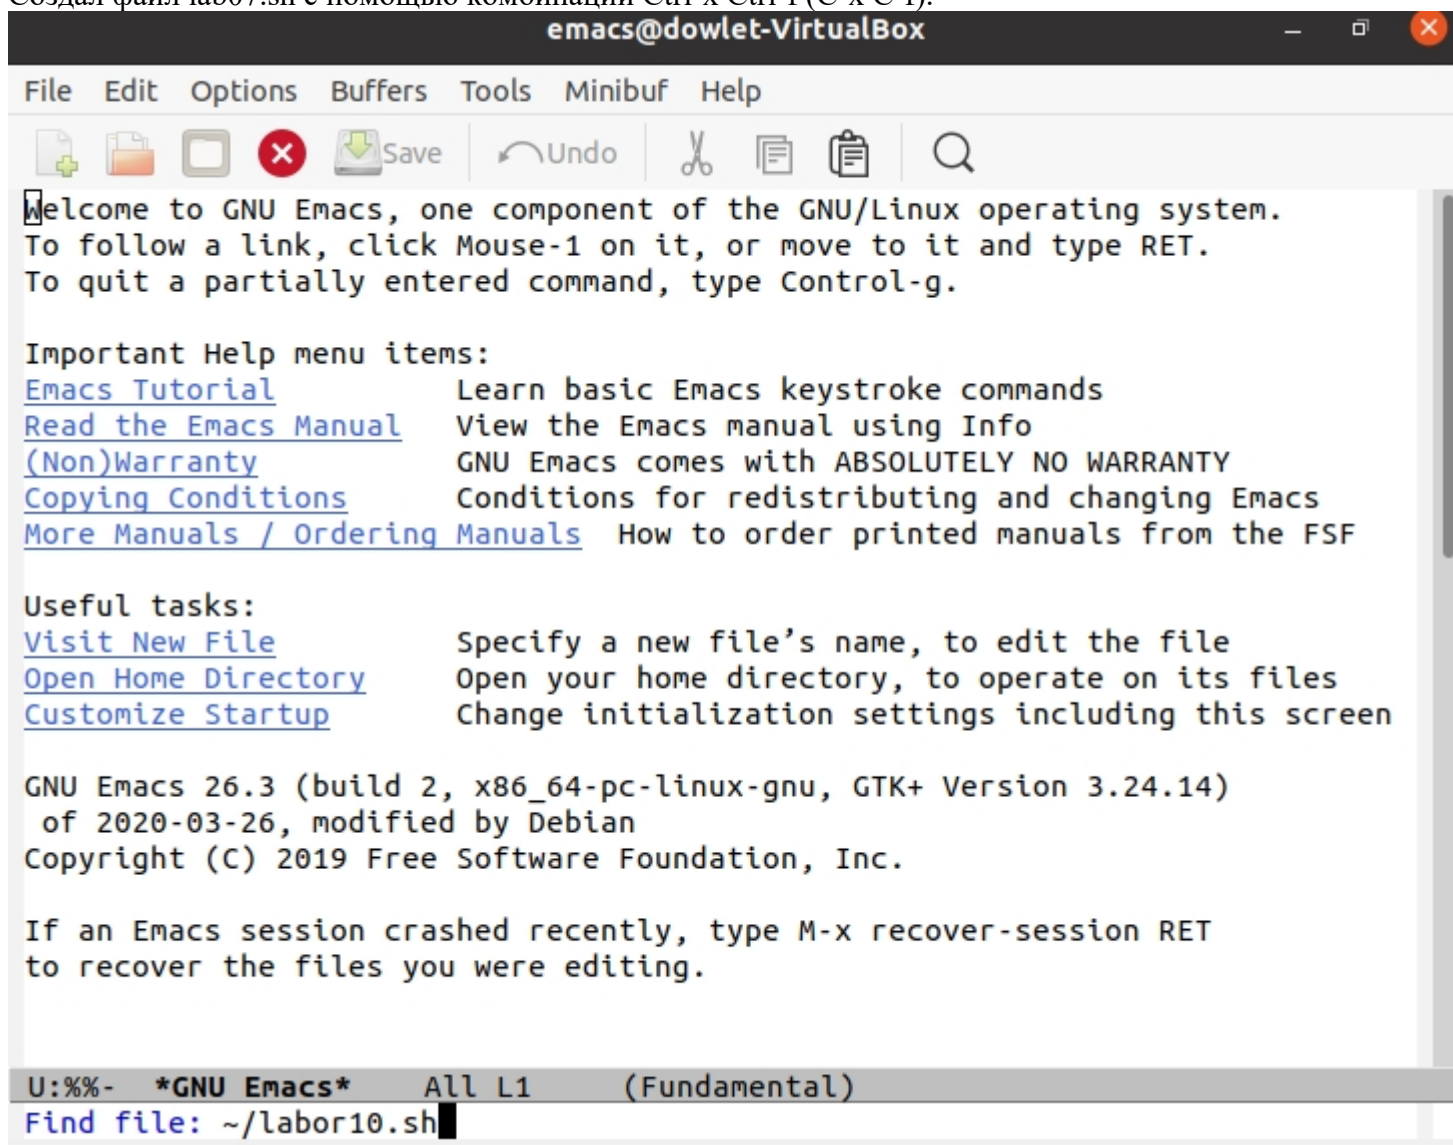 Создал файл lab07.sh с помощью комбинации Ctrl-x Ctrl-f (C-x C-f).
emacs@dowlet-VirtualBox
File Edit Options Buffers Tools Minibuf Help
Save Undo
Welcome to GNU Emacs, one component of the GNU/Linux operating system.
To follow a link, click Mouse-1 on it, or move to it and type RET.
To quit a partially entered command, type Control-g.
Important Help menu items:
Emacs Tutorial Learn basic Emacs keystroke commands
Read the Emacs Manual View the Emacs manual using Info
(Non)Warranty GNU Emacs comes with ABSOLUTELY NO WARRANTY
Copying Conditions Conditions for redistributing and changing Emacs
More Manuals / Ordering Manuals How to order printed manuals from the FSF
Useful tasks:
Visit New File Specify a new file’s name, to edit the file
Open Home Directory Open your home directory, to operate on its files
Customize Startup Change initialization settings including this screen
GNU Emacs 26.3 (build 2, x86_64-pc-linux-gnu, GTK+ Version 3.24.14)
of 2020-03-26, modified by Debian
Copyright (C) 2019 Free Software Foundation, Inc.
If an Emacs session crashed recently, type M-x recover-session RET
to recover the files you were editing.
U:%%- *GNU Emacs* All L1 (Fundamental)
Find file: ~/labor10.sh